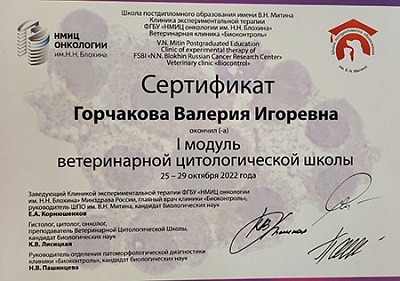 Школа постдипломного образования имени В.Н. Митина
Клиника экспериментальной терапии
ФГБУ «НМИЦ онкологии им. Н.Н. Блохина»
Ветеринарная клиника «Биоконтроль»
НМИЦ
ОНКОЛОГИИ
им.Н.Н. Блохина
V.N. Mitin Postgraduate Education
Clinic of experimental therapy of
FSBI «N.N. Blokhin Russian Cancer Research Center»
Veterinary clinic «Biocontrol»
Сертификат
Горчакова Валерия Игоревна
окончил (-а)
I модуль
ветеринарной цитологической школы
25 – 29 октября 2022 года
Заведующий Клиникой экспериментальной терапии ФГБУ «НМИЦ онкологии
им. Н.Н. Блохина» Минздрава России, главный врач клиники «Биоконтроль»,
руководитель ШПО им. В.Н. Митина, кандидат биологических наук
Е.А. Корнюшенков
Гистолог, цитолог, онколог,
преподаватель Ветеринарной Цитологической Школы,
кандидат биологических наук
К.В. Лисицкая
Руководитель отделения патоморфологической диагностики
клиники «Биоконтроль», кандидат биологических наук
Н.В. Пашинцева